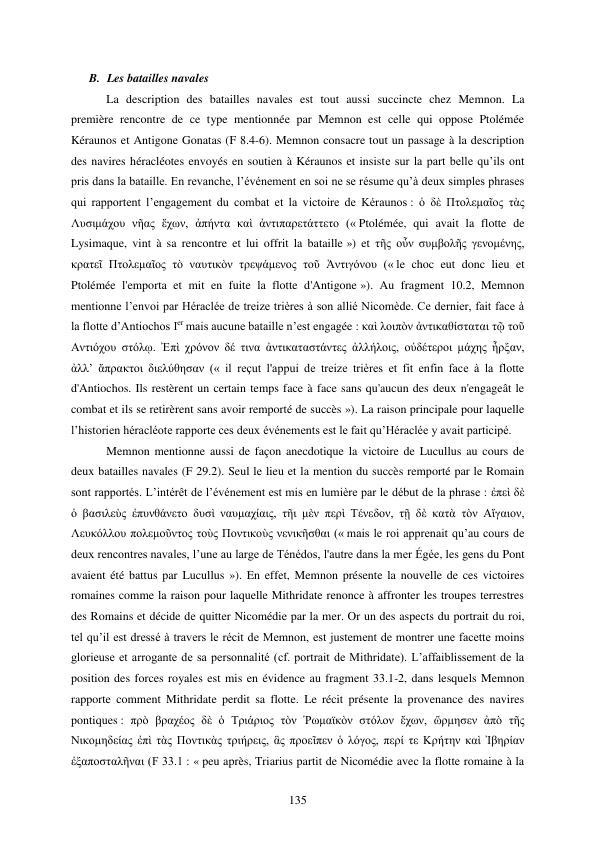 B. Les batailles navales
La description des batailles navales est tout aussi succincte chez Memnon. La
première rencontre de ce type mentionnée par Memnon est celle qui oppose Ptolémée
Kéraunos et Antigone Gonatas (F 8.4-6). Memnon consacre tout un passage à la description
des navires héracléotes envoyés en soutien à Kéraunos et insiste sur la part belle qu’ils ont
pris dans la bataille. En revanche, l’événement en soi ne se résume qu’à deux simples phrases
qui rapportent l’engagement du combat et la victoire de Kéraunos : ὁ δὲ Πτολεμαῖος τὰς
Λυσιμάχου νῆας ἔχων, ἀπήντα καὶ ἀντιπαρετάττετο (« Ptolémée, qui avait la flotte de
Lysimaque, vint à sa rencontre et lui offrit la bataille ») et τῆς οὖν συμβολῆς γενομένης,
κρατεῖ Πτολεμαῖος τὸ ναυτικὸν τρεψάμενος τοῦ Ἀντιγόνου (« le choc eut donc lieu et
Ptolémée l'emporta et mit en fuite la flotte d'Antigone »). Au fragment 10.2, Memnon
mentionne l’envoi par Héraclée de treize trières à son allié Nicomède. Ce dernier, fait face à
la flotte d’Antiochos Ier mais aucune bataille n’est engagée : καὶ λοιπὸν ἀντικαθίσταται τῷ τοῦ
Αντιόχου στόλῳ. Ἐπὶ χρόνον δέ τινα ἀντικαταστάντες ἀλλήλοις, οὐδέτεροι μάχης ἦρξαν,
ἀλλ’ ἄπρακτοι διελύθησαν (« il reçut l'appui de treize trières et fit enfin face à la flotte
d'Antiochos. Ils restèrent un certain temps face à face sans qu'aucun des deux n'engageât le
combat et ils se retirèrent sans avoir remporté de succès »). La raison principale pour laquelle
l’historien héracléote rapporte ces deux événements est le fait qu’Héraclée y avait participé.
Memnon mentionne aussi de façon anecdotique la victoire de Lucullus au cours de
deux batailles navales (F 29.2). Seul le lieu et la mention du succès remporté par le Romain
sont rapportés. L’intérêt de l’événement est mis en lumière par le début de la phrase : ἐπεὶ δὲ
ὁ βασιλεὺς ἐπυνθάνετο δυσὶ ναυμαχίαις, τῆι μὲν περὶ Τένεδον, τῇ δὲ κατὰ τὸν Αἴγαιον,
Λευκόλλου πολεμοῦντος τοὺς Ποντικοὺς νενικῆσθαι (« mais le roi apprenait qu’au cours de
deux rencontres navales, l’une au large de Ténédos, l'autre dans la mer Égée, les gens du Pont
avaient été battus par Lucullus »). En effet, Memnon présente la nouvelle de ces victoires
romaines comme la raison pour laquelle Mithridate renonce à affronter les troupes terrestres
des Romains et décide de quitter Nicomédie par la mer. Or un des aspects du portrait du roi,
tel qu’il est dressé à travers le récit de Memnon, est justement de montrer une facette moins
glorieuse et arrogante de sa personnalité (cf. portrait de Mithridate). L’affaiblissement de la
position des forces royales est mis en évidence au fragment 33.1-2, dans lesquels Memnon
rapporte comment Mithridate perdit sa flotte. Le récit présente la provenance des navires
pontiques : πρὸ βραχέος δὲ ὁ Τριάριος τὸν Ῥωμαϊκὸν στόλον ἔχων, ὥρμησεν ἀπὸ τῆς
Νικομηδείας ἐπὶ τὰς Ποντικὰς τριήρεις, ἃς προεῖπεν ὁ λόγος, περί τε Κρήτην καὶ Ἰβηρίαν
ἐξαποσταλῆναι (F 33.1 : « peu après, Triarius partit de Nicomédie avec la flotte romaine à la
135